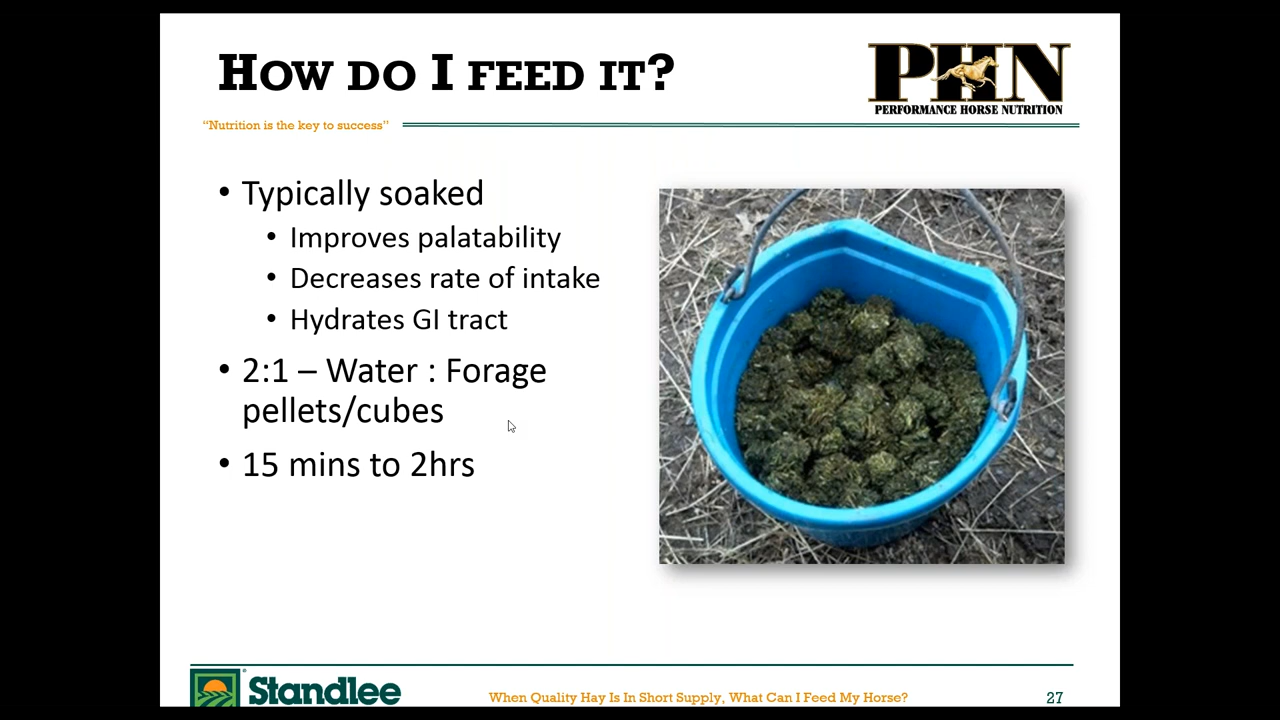 HOW DO I FEED IT?
PHN
PERFORMANCE HORSE NUTRITION
“Nutrition is the key to success”
• Typically soaked
• Improves palatability
• Decreases rate of intake
• Hydrates GI tract
• 2:1 – Water : Forage
pellets/cubes
• 15 mins to 2hrs
Standlee
When Quality Hay Is In Short Supply, What Can I Feed My Horse?
27